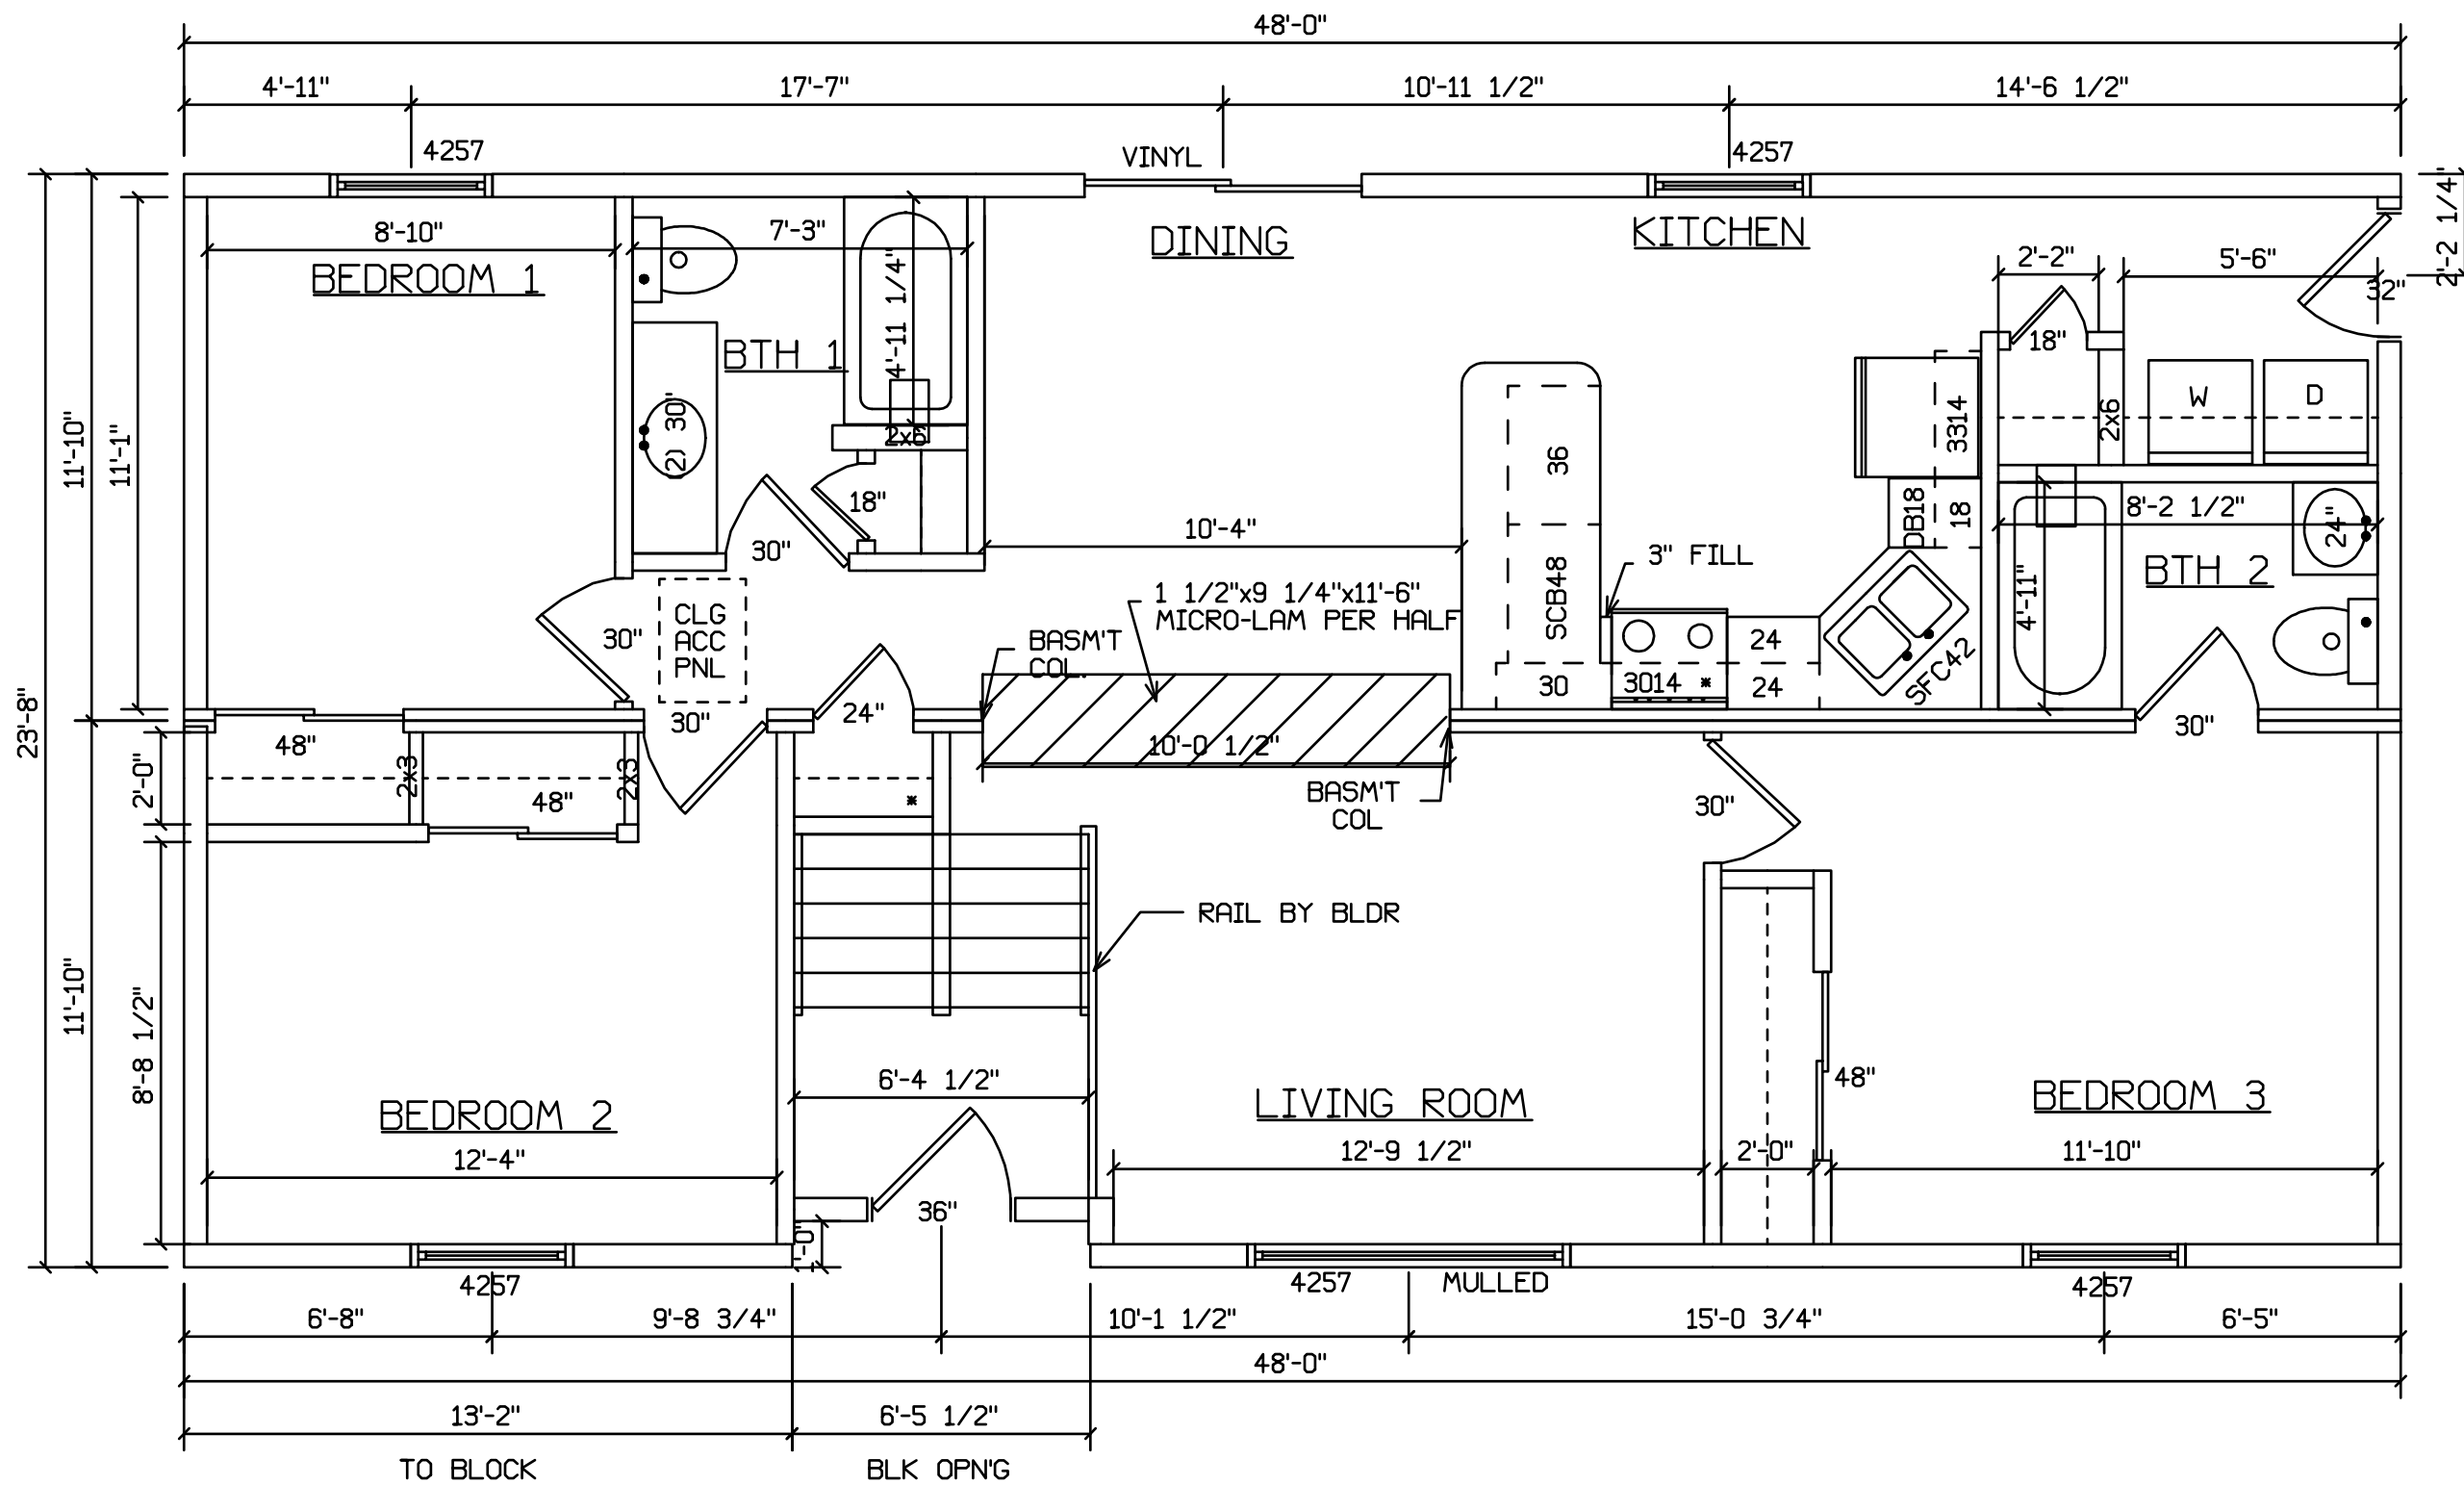 48'-0"
4'-11"
17'-7"
10'-11 1/2"
14'-6 1/2"
4257
VINYL
4257
2'-2 1/4"
8'-10"
7'-3"
DINING
KITCHEN
2'-2"
5'-6"
BEDROOM 1
4'-11 1/4"
32"
BTH 1
18"
2) 30"
2x6
36
3314
2x6
W
D
11'-10"
11'-1"
18"
DB18
18
8'-2 1/2"
24"
30"
10'-4"
3" FILL
BTH 2
1 1/2"x9 1/4"x11'-6"
MICRO-LAM PER HALF
SCB48
4'-11"
CLG
ACC
PNL
30"
BASM'T
COL.
24
SFC42
30
3014 *
24
23'-8"
30"
24"
30"
48"
10'-0 1/2"
2'-0"
2x3
2x3
48"
*
BASM'T
COL
30"
RAIL BY BLDR
11'-10"
8'-8 1/2"
6'-4 1/2"
48"
BEDROOM 2
LIVING ROOM
BEDROOM 3
12'-4"
12'-9 1/2"
2'-0"
11'-10"
36"
4257
4257
MULLED
4257
6'-8"
9'-8 3/4"
10'-1 1/2"
15'-0 3/4"
6'-5"
48'-0"
13'-2"
6'-5 1/2"
TO BLOCK
BLK OPN'G